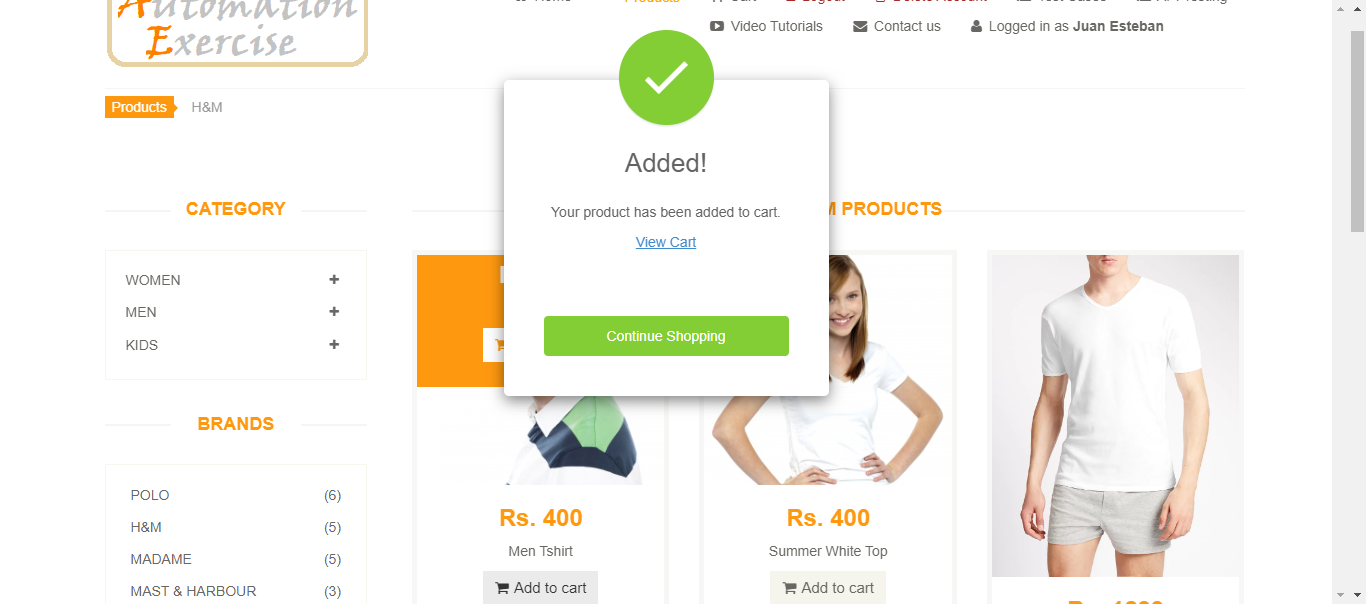 Automation
Exercise
Products
Video Tutorials Contact us Logged in as Juan Esteban
Products H&M
Added!
Your product has been added to cart.
View Cart
Continue Shopping
CATEGORY
WOMEN
MEN
KIDS
BRANDS
POLO (6)
H&M (5)
MADAME (5)
MAST & HARBOUR (3)
PRODUCTS
Rs. 400
Men Tshirt
Add to cart
Rs. 400
Summer White Top
Add to cart